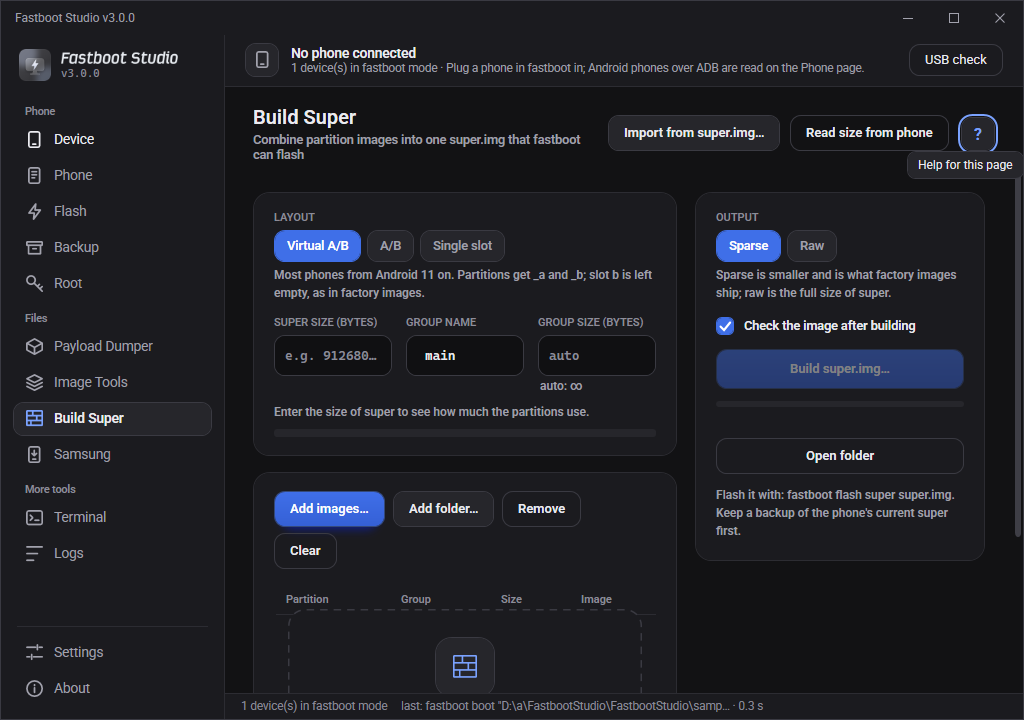 Fastboot Studio v3.0.0
Fastboot Studio
v3.0.0
No phone connected
1 device(s) in fastboot mode · Plug a phone in fastboot in; Android phones over ADB are read on the Phone page.
USB check
Phone
Device
Phone
Flash
Backup
Root
Files
Payload Dumper
Image Tools
Build Super
Samsung
More tools
Terminal
Logs
Settings
About
Build Super
Combine partition images into one super.img that fastboot
can flash
Import from super.img...
Read size from phone
?
Help for this page
LAYOUT
Virtual A/B
A/B
Single slot
Most phones from Android 11 on. Partitions get _a and _b; slot b is left
empty, as in factory images.
SUPER SIZE (BYTES)
GROUP NAME
GROUP SIZE (BYTES)
e.g. 912680…
main
auto
auto: ∞
Enter the size of super to see how much the partitions use.
Add images...
Add folder...
Remove
Clear
Partition
Group
Size
Image
OUTPUT
Sparse
Raw
Sparse is smaller and is what factory images
ship; raw is the full size of super.
Check the image after building
Build super.img...
Open folder
Flash it with: fastboot flash super super.img.
Keep a backup of the phone's current super
first.
1 device(s) in fastboot mode
last: fastboot boot "D:\a\FastbootStudio\FastbootStudio\samp... · 0.3 s